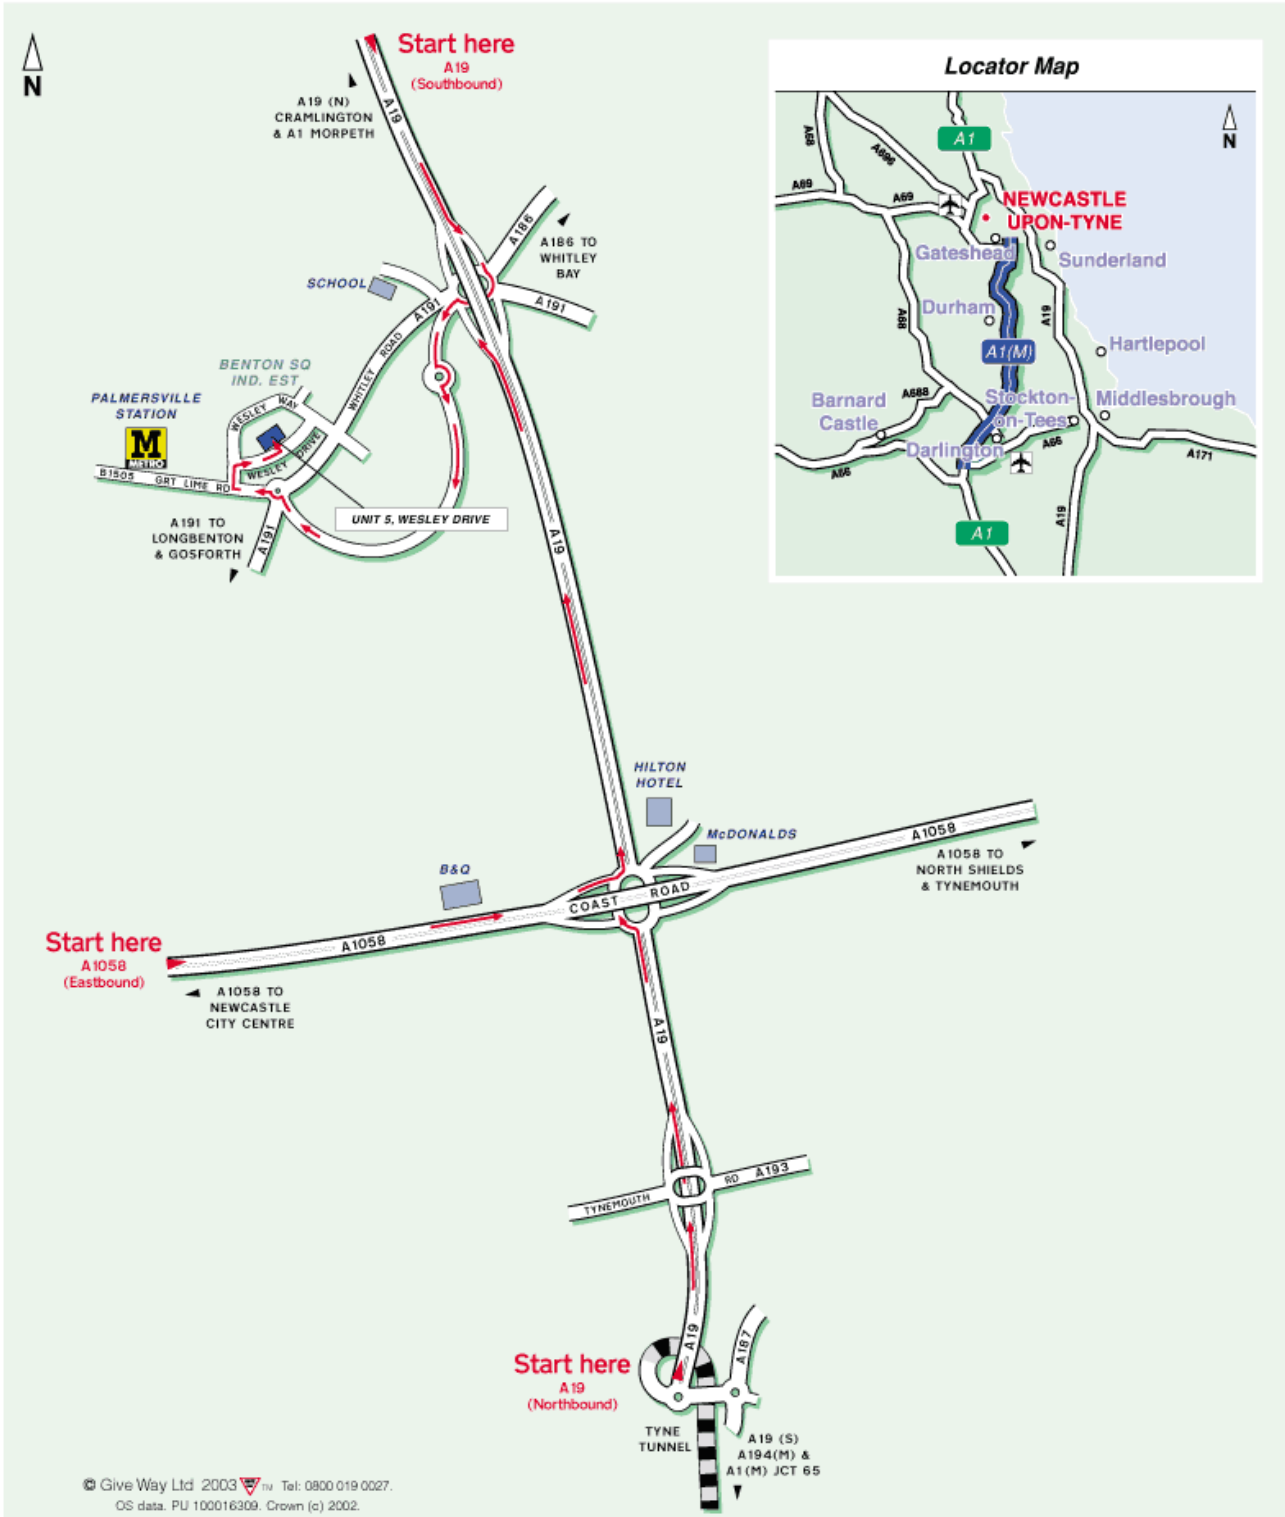 N
Start here
A19
(Southbound)
A19 (N)
CRAMLINGTON
& A1 MORPETH
A19
A186
A186 TO
WHITLEY
BAY
A191
A191
SCHOOL
WHITLEY ROAD
BENTON SQ
IND. EST
PALMERSVILLE
STATION
M
METRO
WESLEY WAY
WESLEY DRIVE
B1505 GRT LIME RD
UNIT 5, WESLEY DRIVE
A191 TO
LONGBENTON
& GOSFORTH
A191
A19
Locator Map
N
A1
A68
A696
A69
A69
NEWCASTLE
UPON-TYNE
Gateshead
Sunderland
Durham
A68
A19
A1(M)
Hartlepool
A688
Barnard
Castle
Stockton-
on-Tees
Middlesbrough
Darlington
A66
A66
A171
A19
A1
HILTON
HOTEL
McDONALDS
B&Q
COAST ROAD
A1058
A1058 TO
NORTH SHIELDS
& TYNEMOUTH
Start here
A1058
(Eastbound)
A1058
A1058 TO
NEWCASTLE
CITY CENTRE
A19
TYNEMOUTH RD A193
A19
A187
Start here
A19
(Northbound)
TYNE
TUNNEL
A19 (S)
A194(M) &
A1(M) JCT 65
© Give Way Ltd 2003 TM Tel: 0800 019 0027.
OS data. PU 100016309. Crown (c) 2002.